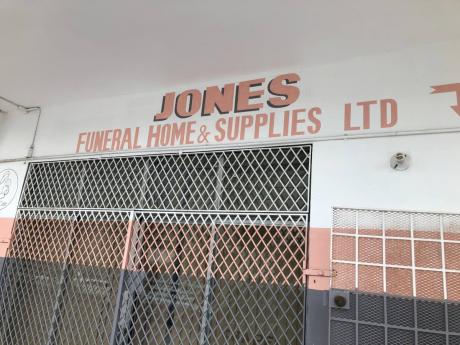 JONES
FUNERAL HOME & SUPPLIES LTD